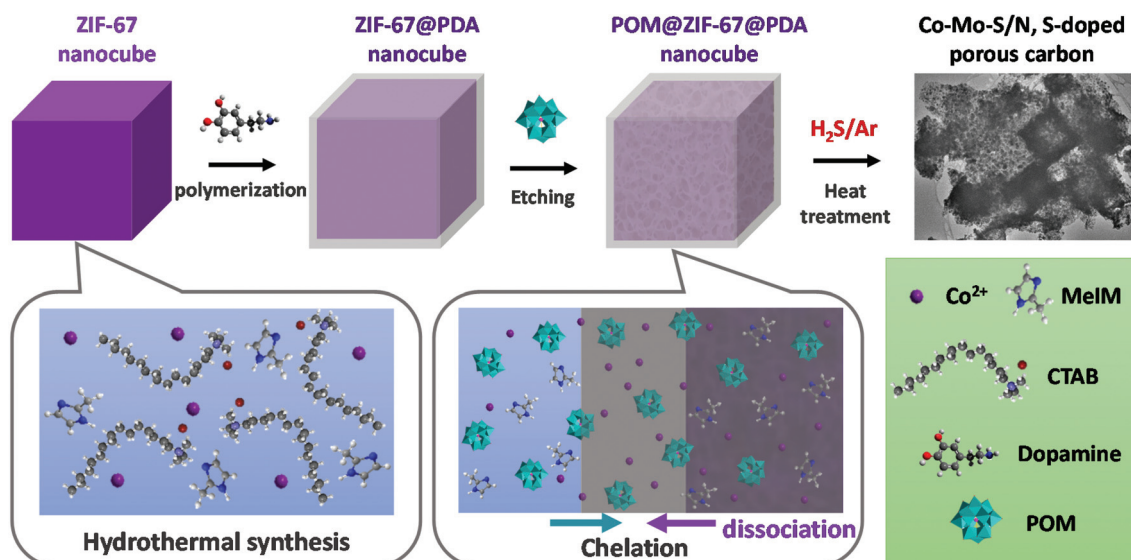 ZIF-67
nanocube
ZIF-67@PDA
nanocube
POM@ZIF-67@PDA
nanocube
Co-Mo-S/N, S-doped
porous carbon
polymerization
Etching
H₂S/Ar
Heat
treatment
Hydrothermal synthesis
dissociation
Chelation
Co²⁺
MeIM
CTAB
Dopamine
POM